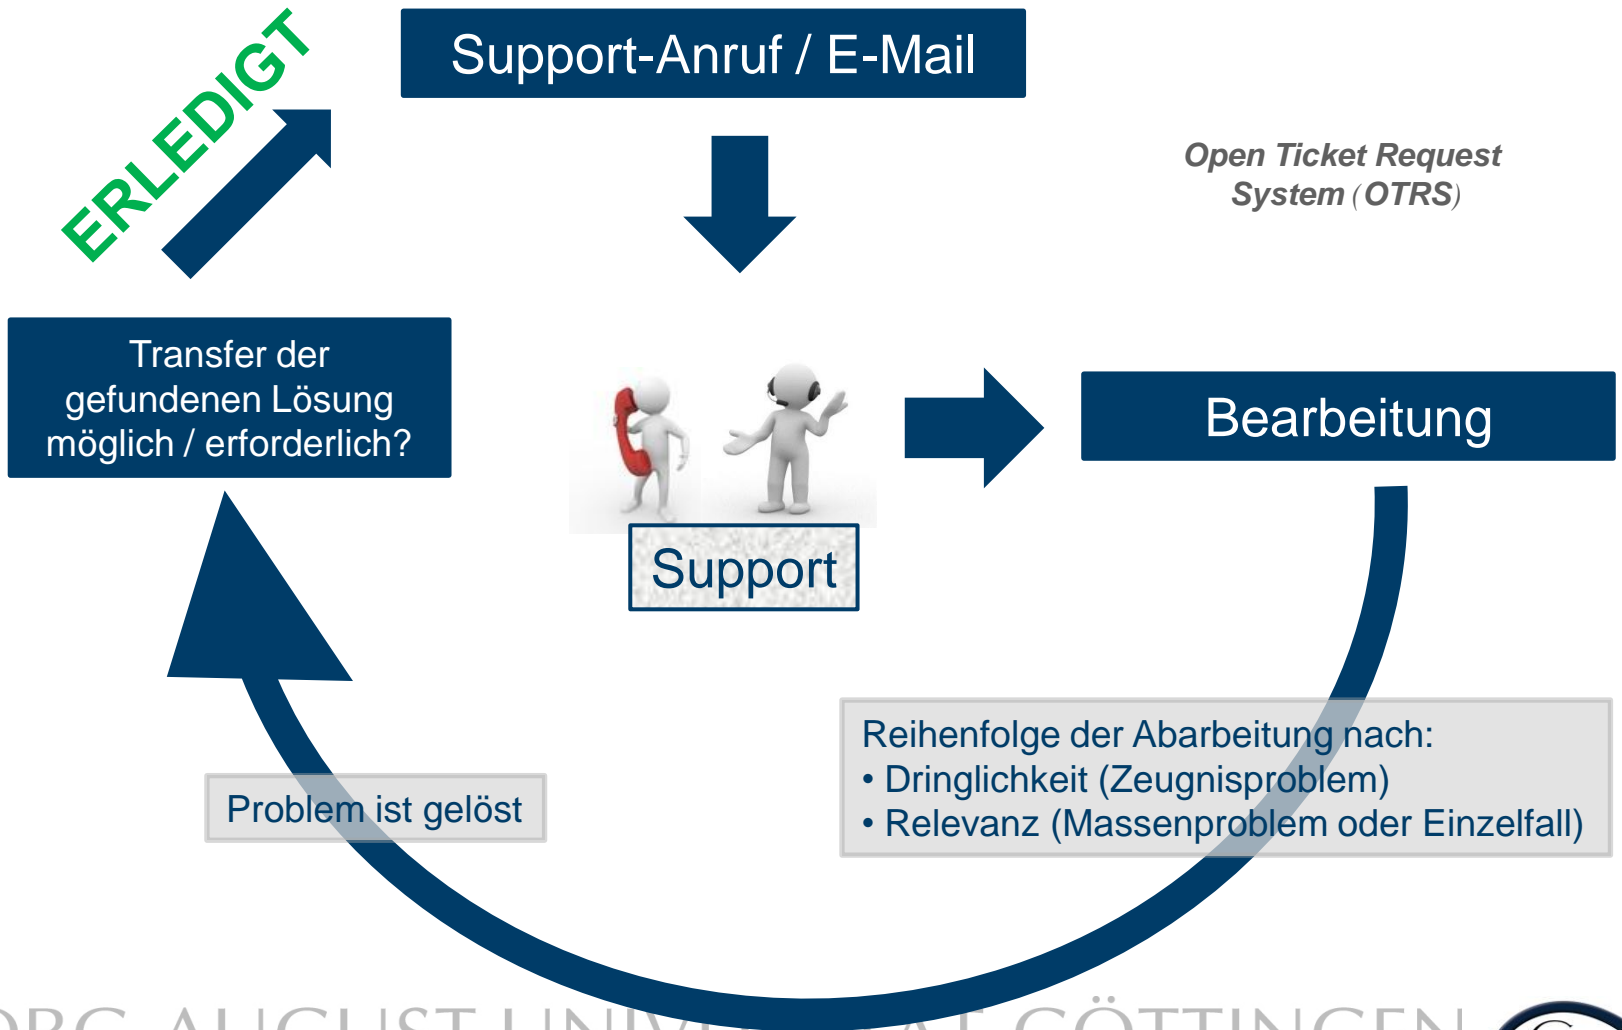 ERLEDIGT
Support-Anruf / E-Mail
Open Ticket Request
System (OTRS)
Transfer der
gefundenen Lösung
möglich / erforderlich?
Bearbeitung
Support
Reihenfolge der Abarbeitung nach:
• Dringlichkeit (Zeugnisproblem)
• Relevanz (Massenproblem oder Einzelfall)
Problem ist gelöst
GÖTTINGEN